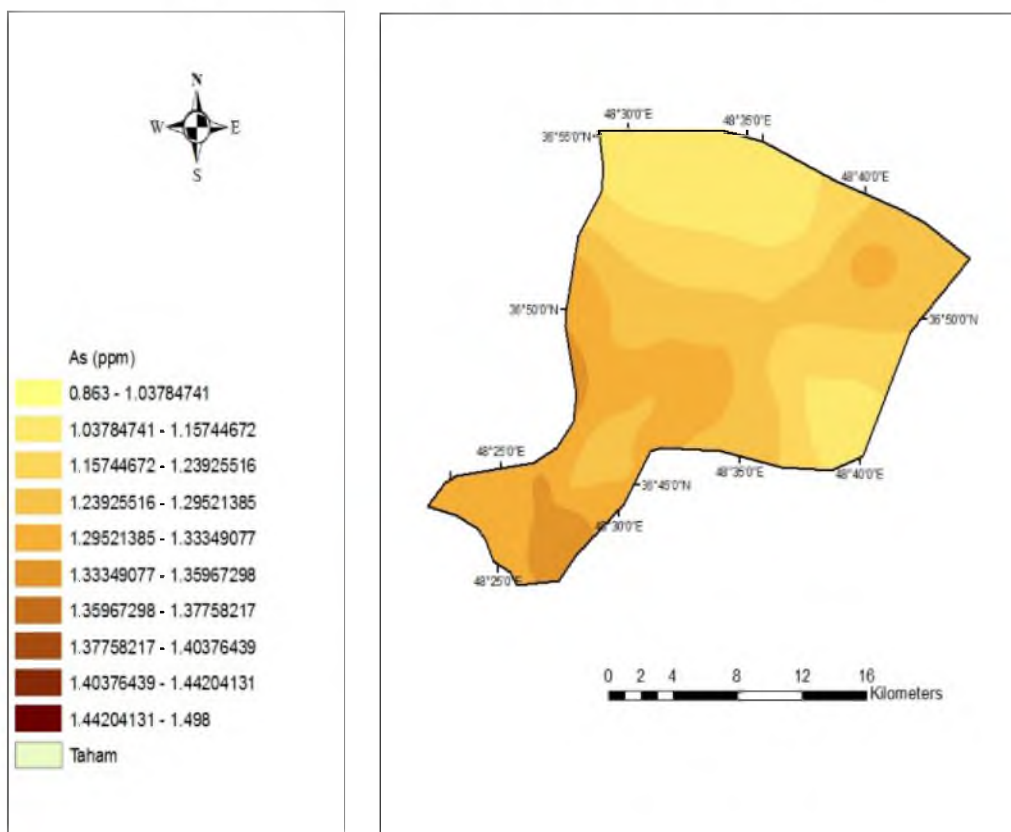 N
W E
S
As (ppm)
0.863 - 1.03784741
1.03784741 - 1.15744672
1.15744672 - 1.23925516
1.23925516 - 1.29521385
1.29521385 - 1.33349077
1.33349077 - 1.35967298
1.35967298 - 1.37758217
1.37758217 - 1.40376439
1.40376439 - 1.44204131
1.44204131 - 1.498
Taham
48°30'0"E
48°35'0"E
36°55'0"N
48°40'0"E
36°50'0"N
36°50'0"N
48°25'0"E
48°35'0"E
48°40'0"E
36°45'0"N
48°30'0"E
48°25'0"E
0 2 4 8 12 16
Kilometers